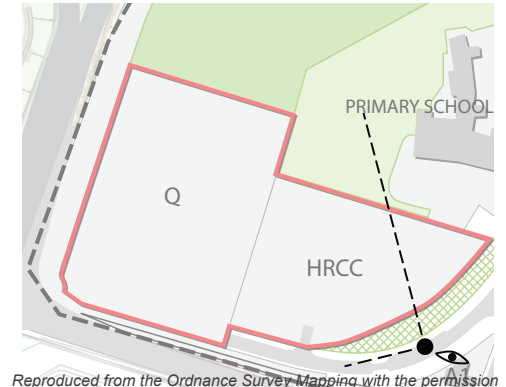 PRIMARY SCHOOL
Q
HRCC
A1
Reproduced from the Ordnance Survey Mapping with the permission